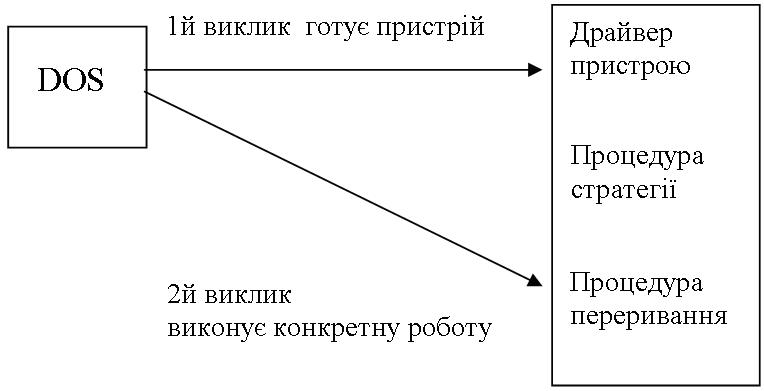 1й виклик готує пристрій
DOS
Драйвер
пристрою
Процедура
стратегії
Процедура
переривання
2й виклик
виконує конкретну роботу